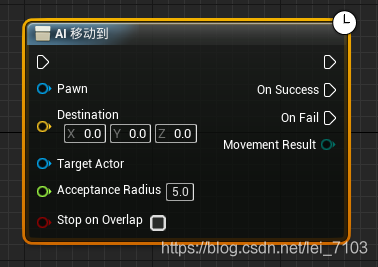 AI 移动到
Pawn
On Success
Destination
X 0.0 Y 0.0 Z 0.0
On Fail
Movement Result
Target Actor
Acceptance Radius 5.0
Stop on Overlap
https://blog.csdn.net/lei_7103